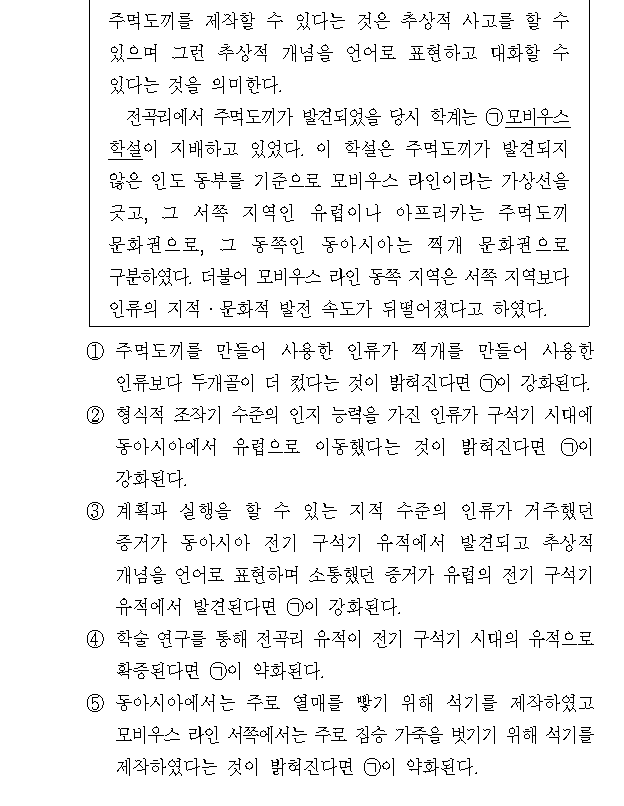 주먹도끼를 제작할 수 있다는 것은 추상적 사고를 할 수
있으며 그런 추상적 개념을 언어로 표현하고 대화할 수
있다는 것을 의미한다.
전곡리에서 주먹도끼가 발견되었을 당시 학계는 ㉠모비우스
학설이 지배하고 있었다. 이 학설은 주먹도끼가 발견되지
않은 인도 동부를 기준으로 모비우스 라인이라는 가상선을
긋고, 그 서쪽 지역인 유럽이나 아프리카는 주먹도끼
문화권으로, 그 동쪽인 동아시아는 찍개 문화권으로
구분하였다. 더불어 모비우스 라인 동쪽 지역은 서쪽 지역보다
인류의 지적·문화적 발전 속도가 뒤떨어졌다고 하였다.
① 주먹도끼를 만들어 사용한 인류가 찍개를 만들어 사용한
인류보다 두개골이 더 컸다는 것이 밝혀진다면 ㉠이 강화된다.
② 형식적 조작기 수준의 인지 능력을 가진 인류가 구석기 시대에
동아시아에서 유럽으로 이동했다는 것이 밝혀진다면 ㉠이
강화된다.
③ 계획과 실행을 할 수 있는 지적 수준의 인류가 거주했던
증거가 동아시아 전기 구석기 유적에서 발견되고 추상적
개념을 언어로 표현하며 소통했던 증거가 유럽의 전기 구석기
유적에서 발견된다면 ㉠이 강화된다.
④ 학술 연구를 통해 전곡리 유적이 전기 구석기 시대의 유적으로
확증된다면 ㉠이 약화된다.
⑤ 동아시아에서는 주로 열매를 빻기 위해 석기를 제작하였고
모비우스 라인 서쪽에서는 주로 짐승 가죽을 벗기기 위해 석기를
제작하였다는 것이 밝혀진다면 ㉠이 약화된다.